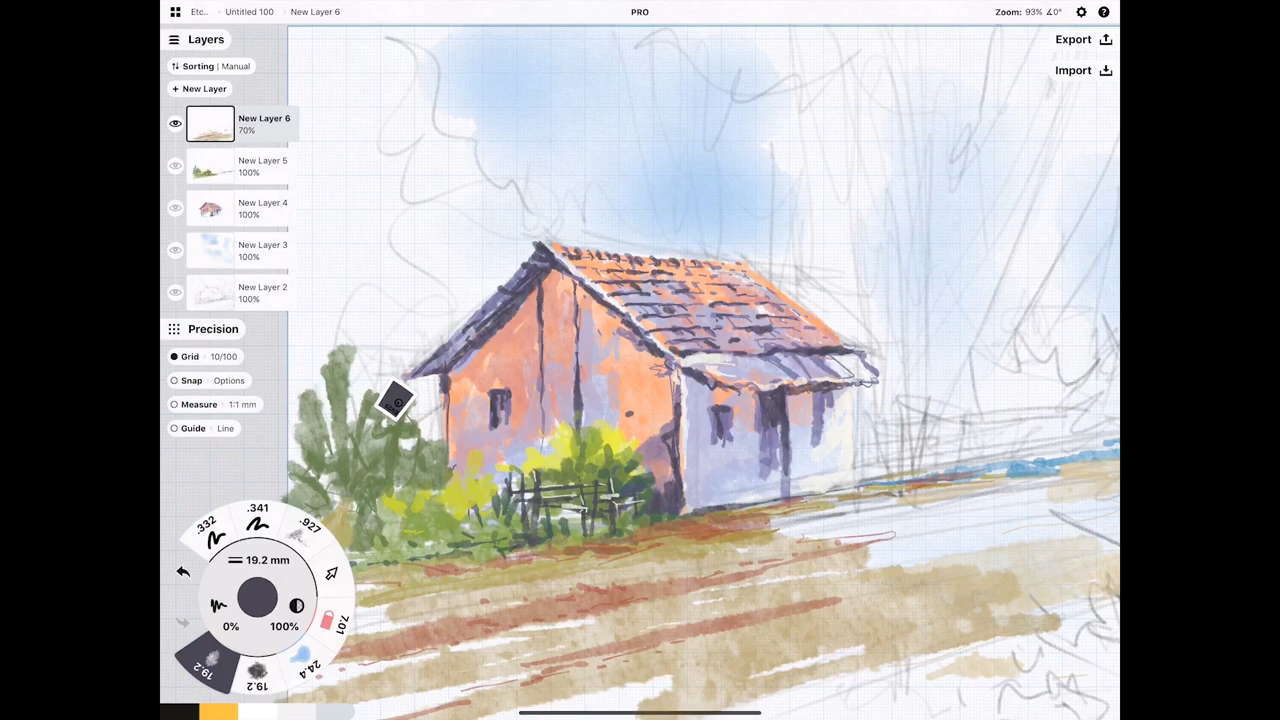 Etc.. Untitled 100 New Layer 6
PRO
Zoom: 93% ∡0°
Layers
Export
Import
Sorting | Manual
+ New Layer
New Layer 6
70%
New Layer 5
100%
New Layer 4
100%
New Layer 3
100%
New Layer 2
100%
Precision
Grid 10/100
Snap Options
Measure 1:1 mm
Guide Line
.332
.341
.927
7.01
24.4
19.2
19.2
19.2 mm
0%
100%